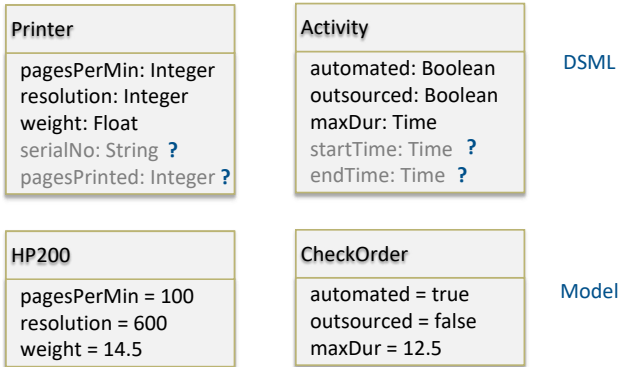 Printer
pagesPerMin: Integer
resolution: Integer
weight: Float
serialNo: String ?
pagesPrinted: Integer ?
Activity
automated: Boolean
outsourced: Boolean
maxDur: Time
startTime: Time ?
endTime: Time ?
DSML
HP200
pagesPerMin = 100
resolution = 600
weight = 14.5
CheckOrder
automated = true
outsourced = false
maxDur = 12.5
Model